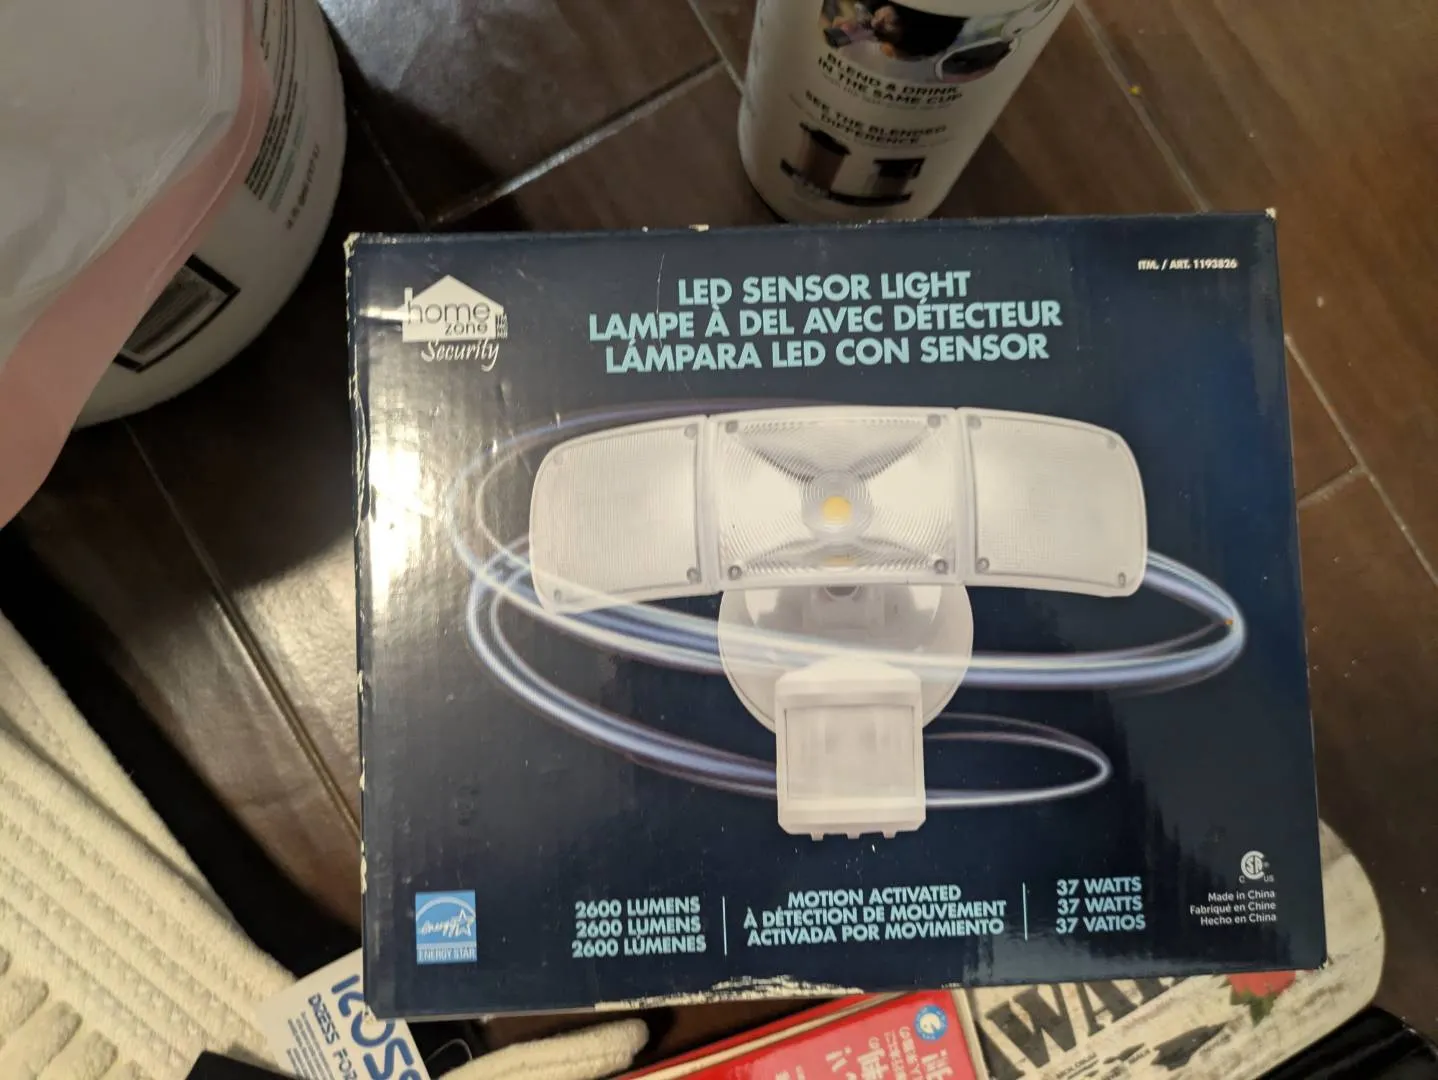 BLEND & DRINK
IN THE SAME CUP
SEE THE BLENDED
DIFFERENCE
home
zone
Security
LED SENSOR LIGHT
LAMPE À DEL AVEC DÉTECTEUR
LÁMPARA LED CON SENSOR
ITM. / ART. 1193826
ENERGY STAR
2600 LUMENS
2600 LUMENS
2600 LÚMENES
MOTION ACTIVATED
À DÉTECTION DE MOUVEMENT
ACTIVADA POR MOVIMIENTO
37 WATTS
37 WATTS
37 VATIOS
C US
Made in China
Fabriqué en Chine
Hecho en China
DRESS FOR